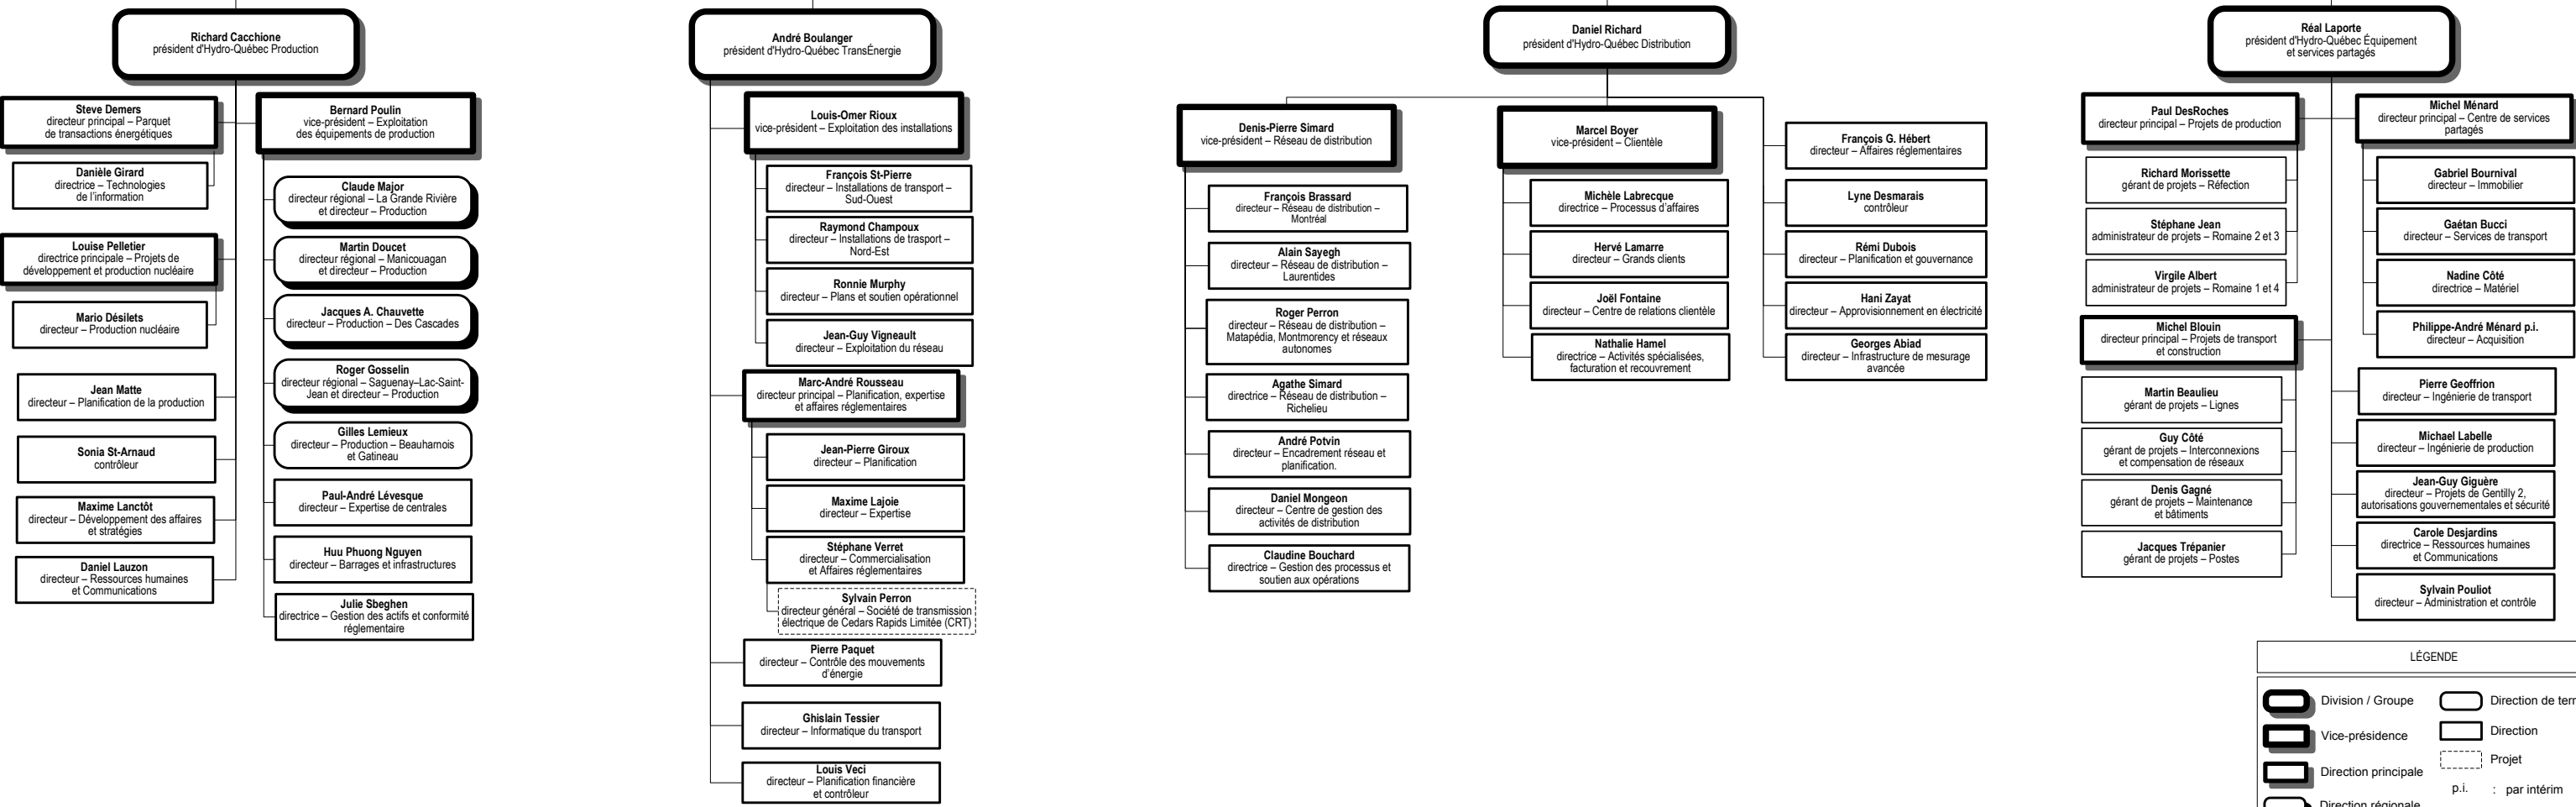 Richard Cacchione
président d'Hydro-Québec Production
Steve Demers
directeur principal – Parquet
de transactions énergétiques
Danièle Girard
directrice – Technologies
de l'information
Louise Pelletier
directrice principale – Projets de
développement et production nucléaire
Mario Désilets
directeur – Production nucléaire
Jean Matte
directeur – Planification de la production
Sonia St-Arnaud
contrôleur
Maxime Lanctôt
directeur – Développement des affaires
et stratégies
Daniel Lauzon
directeur – Ressources humaines
et Communications
Bernard Poulin
vice-président – Exploitation
des équipements de production
Claude Major
directeur régional – La Grande Rivière
et directeur – Production
Martin Doucet
directeur régional – Manicouagan
et directeur – Production
Jacques A. Chauvette
directeur – Production – Des Cascades
Roger Gosselin
directeur régional – Saguenay–Lac-Saint-
Jean et directeur – Production
Gilles Lemieux
directeur – Production – Beauharnois
et Gatineau
Paul-André Lévesque
directeur – Expertise de centrales
Huu Phuong Nguyen
directeur – Barrages et infrastructures
Julie Sbeghen
directrice – Gestion des actifs et conformité
réglementaire
André Boulanger
président d'Hydro-Québec TransÉnergie
Louis-Omer Rioux
vice-président – Exploitation des installations
François St-Pierre
directeur – Installations de transport –
Sud-Ouest
Raymond Champoux
directeur – Installations de trasport –
Nord-Est
Ronnie Murphy
directeur – Plans et soutien opérationnel
Jean-Guy Vigneault
directeur – Exploitation du réseau
Marc-André Rousseau
directeur principal – Planification, expertise
et affaires réglementaires
Jean-Pierre Giroux
directeur – Planification
Maxime Lajoie
directeur – Expertise
Stéphane Verret
directeur – Commercialisation
et Affaires réglementaires
Sylvain Perron
directeur général – Société de transmission
électrique de Cedars Rapids Limitée (CRT)
Pierre Paquet
directeur – Contrôle des mouvements
d'énergie
Ghislain Tessier
directeur – Informatique du transport
Louis Veci
directeur – Planification financière
et contrôleur
Daniel Richard
président d'Hydro-Québec Distribution
Denis-Pierre Simard
vice-président – Réseau de distribution
François Brassard
directeur – Réseau de distribution –
Montréal
Alain Sayegh
directeur – Réseau de distribution –
Laurentides
Roger Perron
directeur – Réseau de distribution –
Matapédia, Montmorency et réseaux
autonomes
Agathe Simard
directrice – Réseau de distribution –
Richelieu
André Potvin
directeur – Encadrement réseau et
planification.
Daniel Mongeon
directeur – Centre de gestion des
activités de distribution
Claudine Bouchard
directrice – Gestion des processus et
soutien aux opérations
Marcel Boyer
vice-président – Clientèle
Michèle Labrecque
directrice – Processus d'affaires
Hervé Lamarre
directeur – Grands clients
Joël Fontaine
directeur – Centre de relations clientèle
Nathalie Hamel
directrice – Activités spécialisées,
facturation et recouvrement
François G. Hébert
directeur – Affaires réglementaires
Lyne Desmarais
contrôleur
Rémi Dubois
directeur – Planification et gouvernance
Hani Zayat
directeur – Approvisionnement en électricité
Georges Abiad
directeur – Infrastructure de mesurage
avancée
Réal Laporte
président d'Hydro-Québec Équipement
et services partagés
Paul DesRoches
directeur principal – Projets de production
Richard Morissette
gérant de projets – Réfection
Stéphane Jean
administrateur de projets – Romaine 2 et 3
Virgile Albert
administrateur de projets – Romaine 1 et 4
Michel Blouin
directeur principal – Projets de transport
et construction
Martin Beaulieu
gérant de projets – Lignes
Guy Côté
gérant de projets – Interconnexions
et compensation de réseaux
Denis Gagné
gérant de projets – Maintenance
et bâtiments
Jacques Trépanier
gérant de projets – Postes
Michel Ménard
directeur principal – Centre de services
partagés
Gabriel Bournival
directeur – Immobilier
Gaétan Bucci
directeur – Services de transport
Nadine Côté
directrice – Matériel
Philippe-André Ménard p.i.
directeur – Acquisition
Pierre Geoffrion
directeur – Ingénierie de transport
Michael Labelle
directeur – Ingénierie de production
Jean-Guy Giguère
directeur – Projets de Gentilly 2,
autorisations gouvernementales et sécurité
Carole Desjardins
directrice – Ressources humaines
et Communications
Sylvain Pouliot
directeur – Administration et contrôle
LÉGENDE
Division / Groupe
Vice-présidence
Direction principale
Direction régionale
Direction de
Direction
Projet
p.i. : par intérim